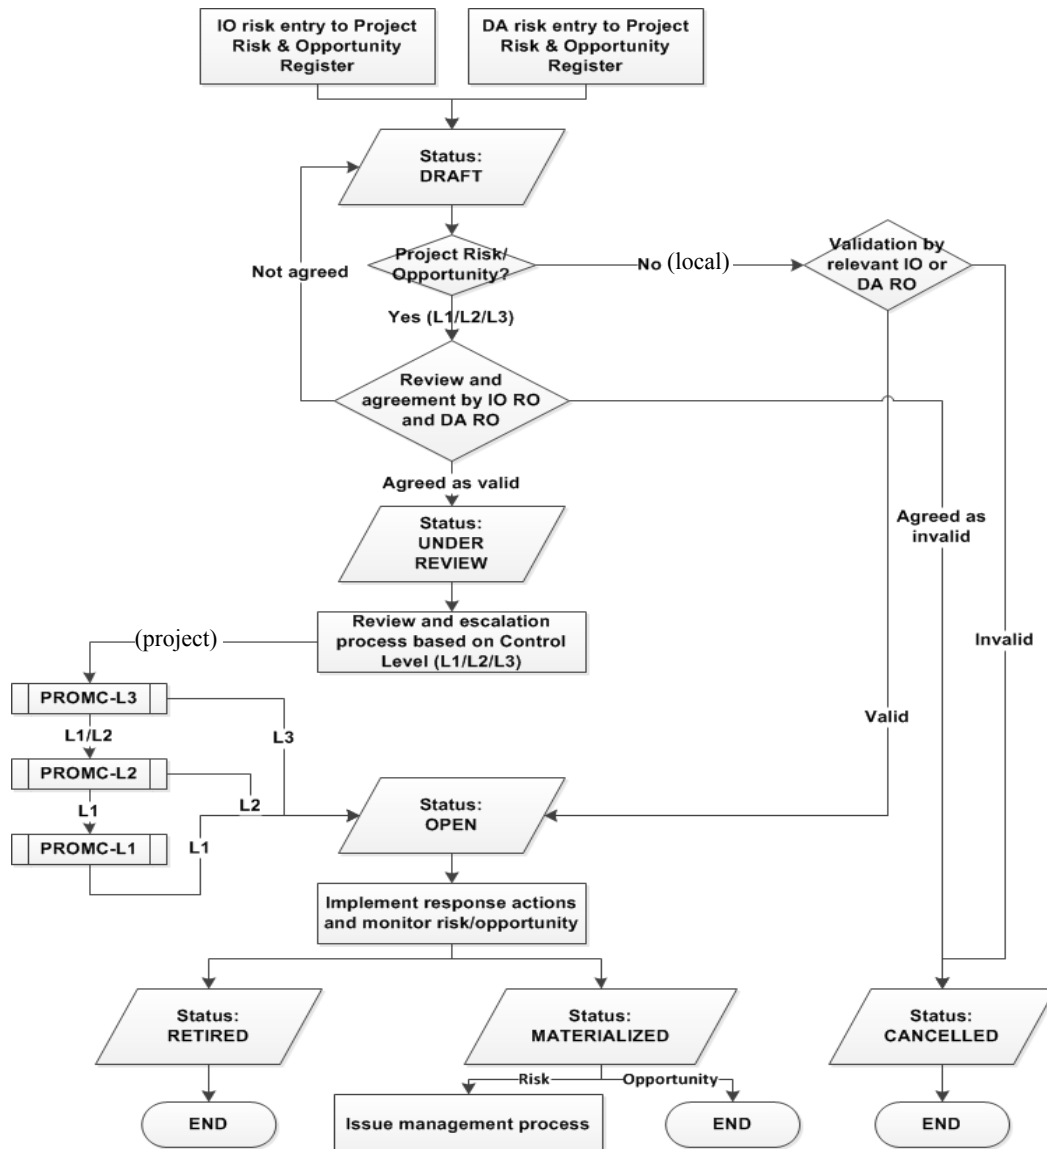 IO risk entry to Project
Risk & Opportunity
Register
DA risk entry to Project
Risk & Opportunity
Register
Status:
DRAFT
Project Risk/
Opportunity?
No (local)
Validation by
relevant IO or
DA RO
Not agreed
Yes (L1/L2/L3)
Review and
agreement by IO RO
and DA RO
Agreed as valid
Status:
UNDER
REVIEW
Agreed as
invalid
Review and escalation
process based on Control
Level (L1/L2/L3)
(project)
Invalid
PROMC-L3
L1/L2
L3
Valid
PROMC-L2
L2
L1
PROMC-L1
L1
Status:
OPEN
Implement response actions
and monitor risk/opportunity
Status:
RETIRED
Status:
MATERIALIZED
Status:
CANCELLED
Risk
Opportunity
END
Issue management process
END
END